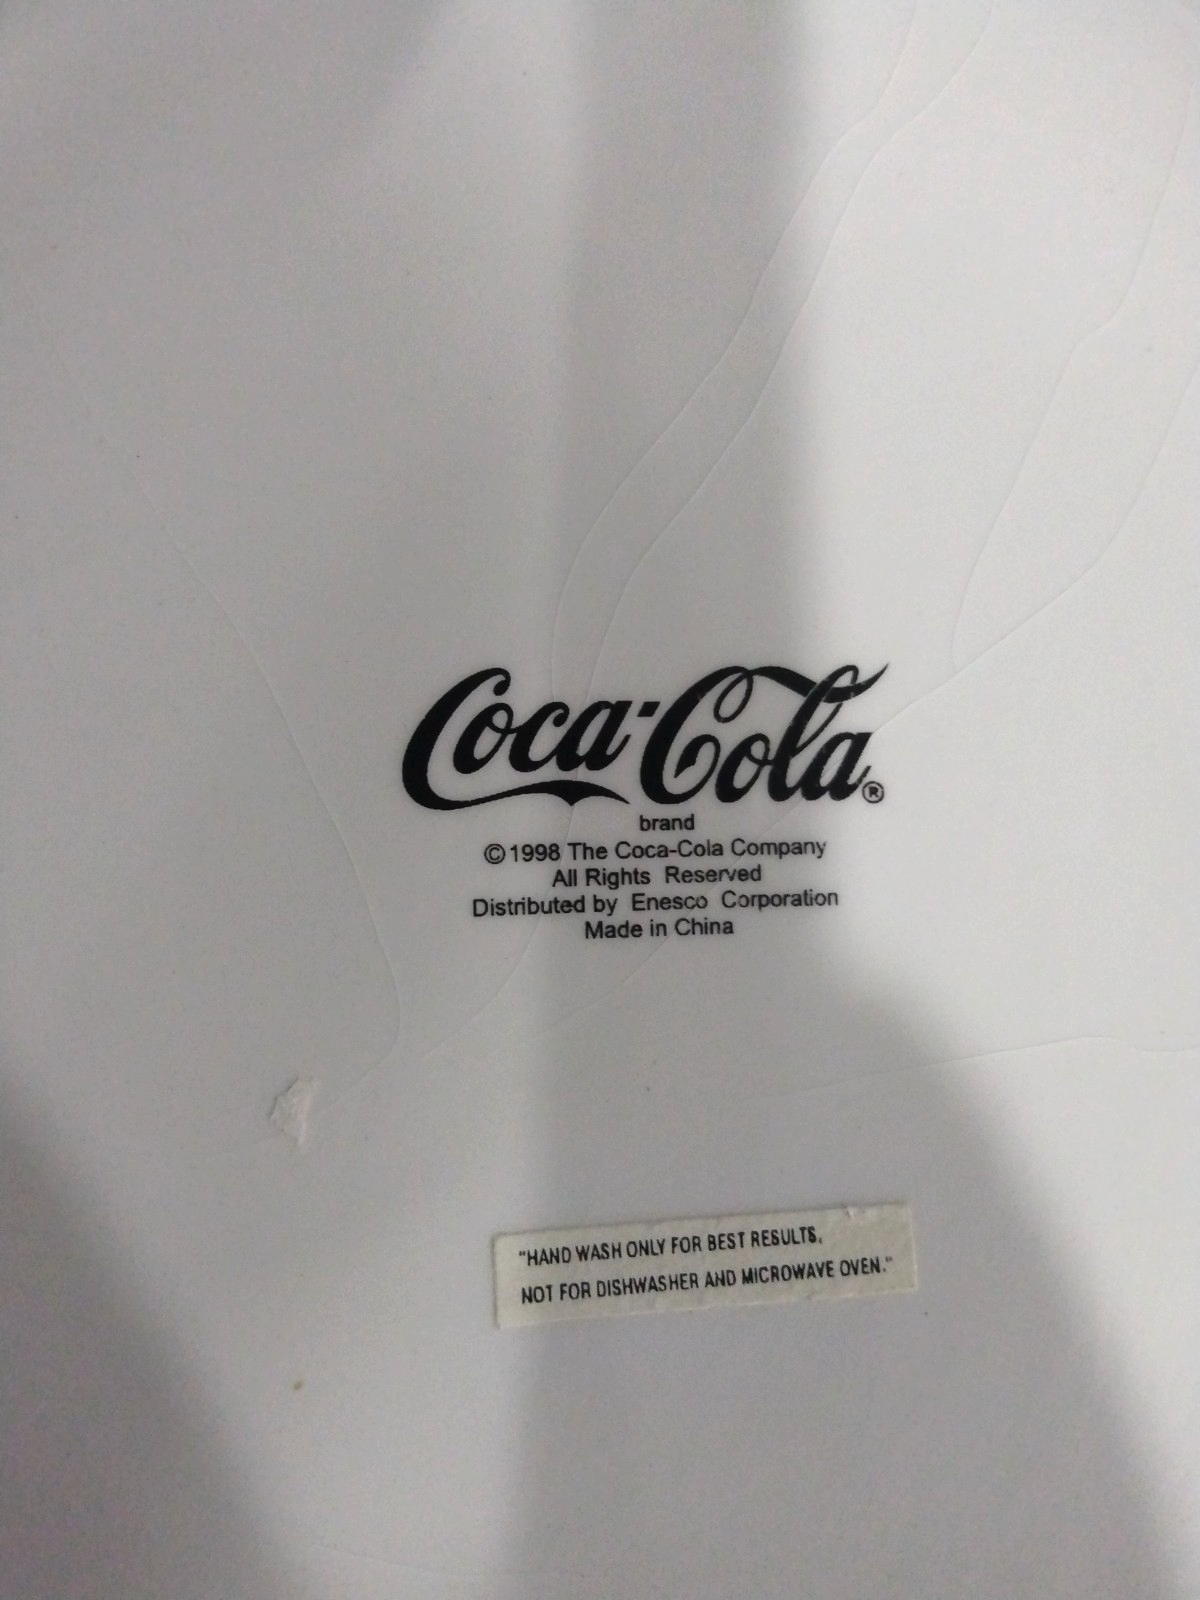 Coca-Cola®
brand
©1998 The Coca-Cola Company
All Rights Reserved
Distributed by Enesco Corporation
Made in China
"HAND WASH ONLY FOR BEST RESULTS,
NOT FOR DISHWASHER AND MICROWAVE OVEN."